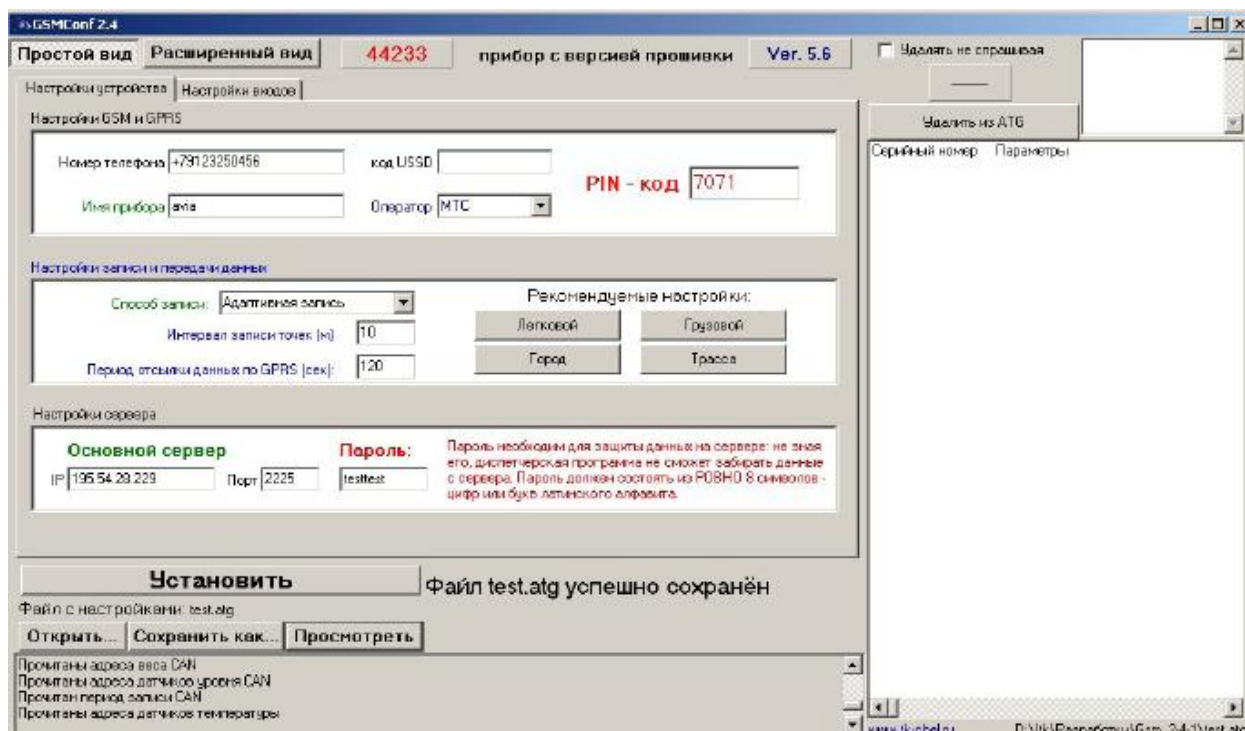 GSMConf 2.4
Простой вид Расширенный вид 44233 прибор с версией прошивки Ver. 5.6
Удалять не спрашивая
Удалить из ATG
Серийный номер Параметры
Настройки устройства Настройки входов
Настройки GSM и GPRS
Номер телефона +79123250456 код USSD
PIN - код 7071
Имя прибора avia Оператор МТС
Настройки записи и передачи данных
Способ записи: Адаптивная запись
Рекомендуемые настройки:
Интервал записи точек (м) 10
Легковой Грузовой
Период отсылки данных по GPRS (сек): 120
Город Трасса
Настройки сервера
Основной сервер Пароль:
IP 195.54.28.229 Порт 2225 testtest
Пароль необходим для защиты данных на сервере: не зная
его, диспетчерская программа не сможет забирать данные
с сервера. Пароль должен состоять из РОВНО 8 символов -
цифр или букв латинского алфавита.
Установить
Файл test.atg успешно сохранён
Файл с настройками: test.atg
Открыть... Сохранить как... Просмотреть
Прочитаны адреса веса CAN
Прочитаны адреса датчиков уровня CAN
Прочитан период записи CAN
Прочитаны адреса датчиков температуры